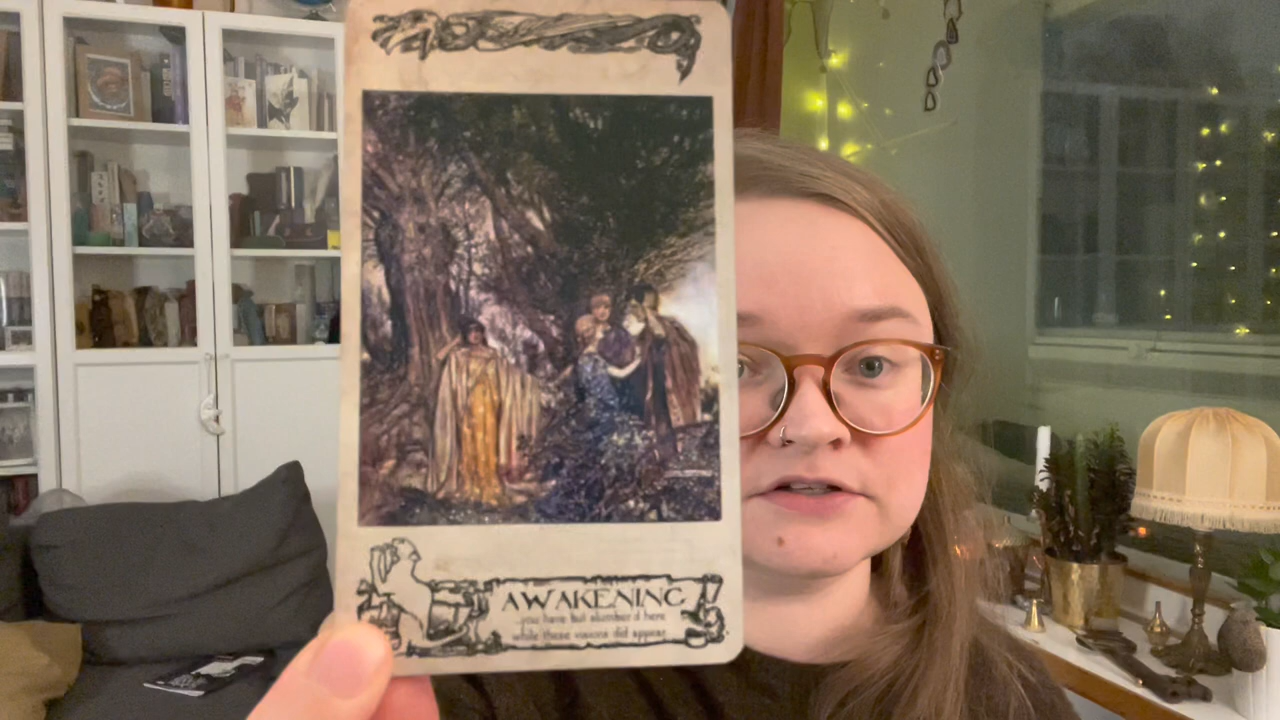 AWAKENING
...you have but slumber'd here
while these visions did appear